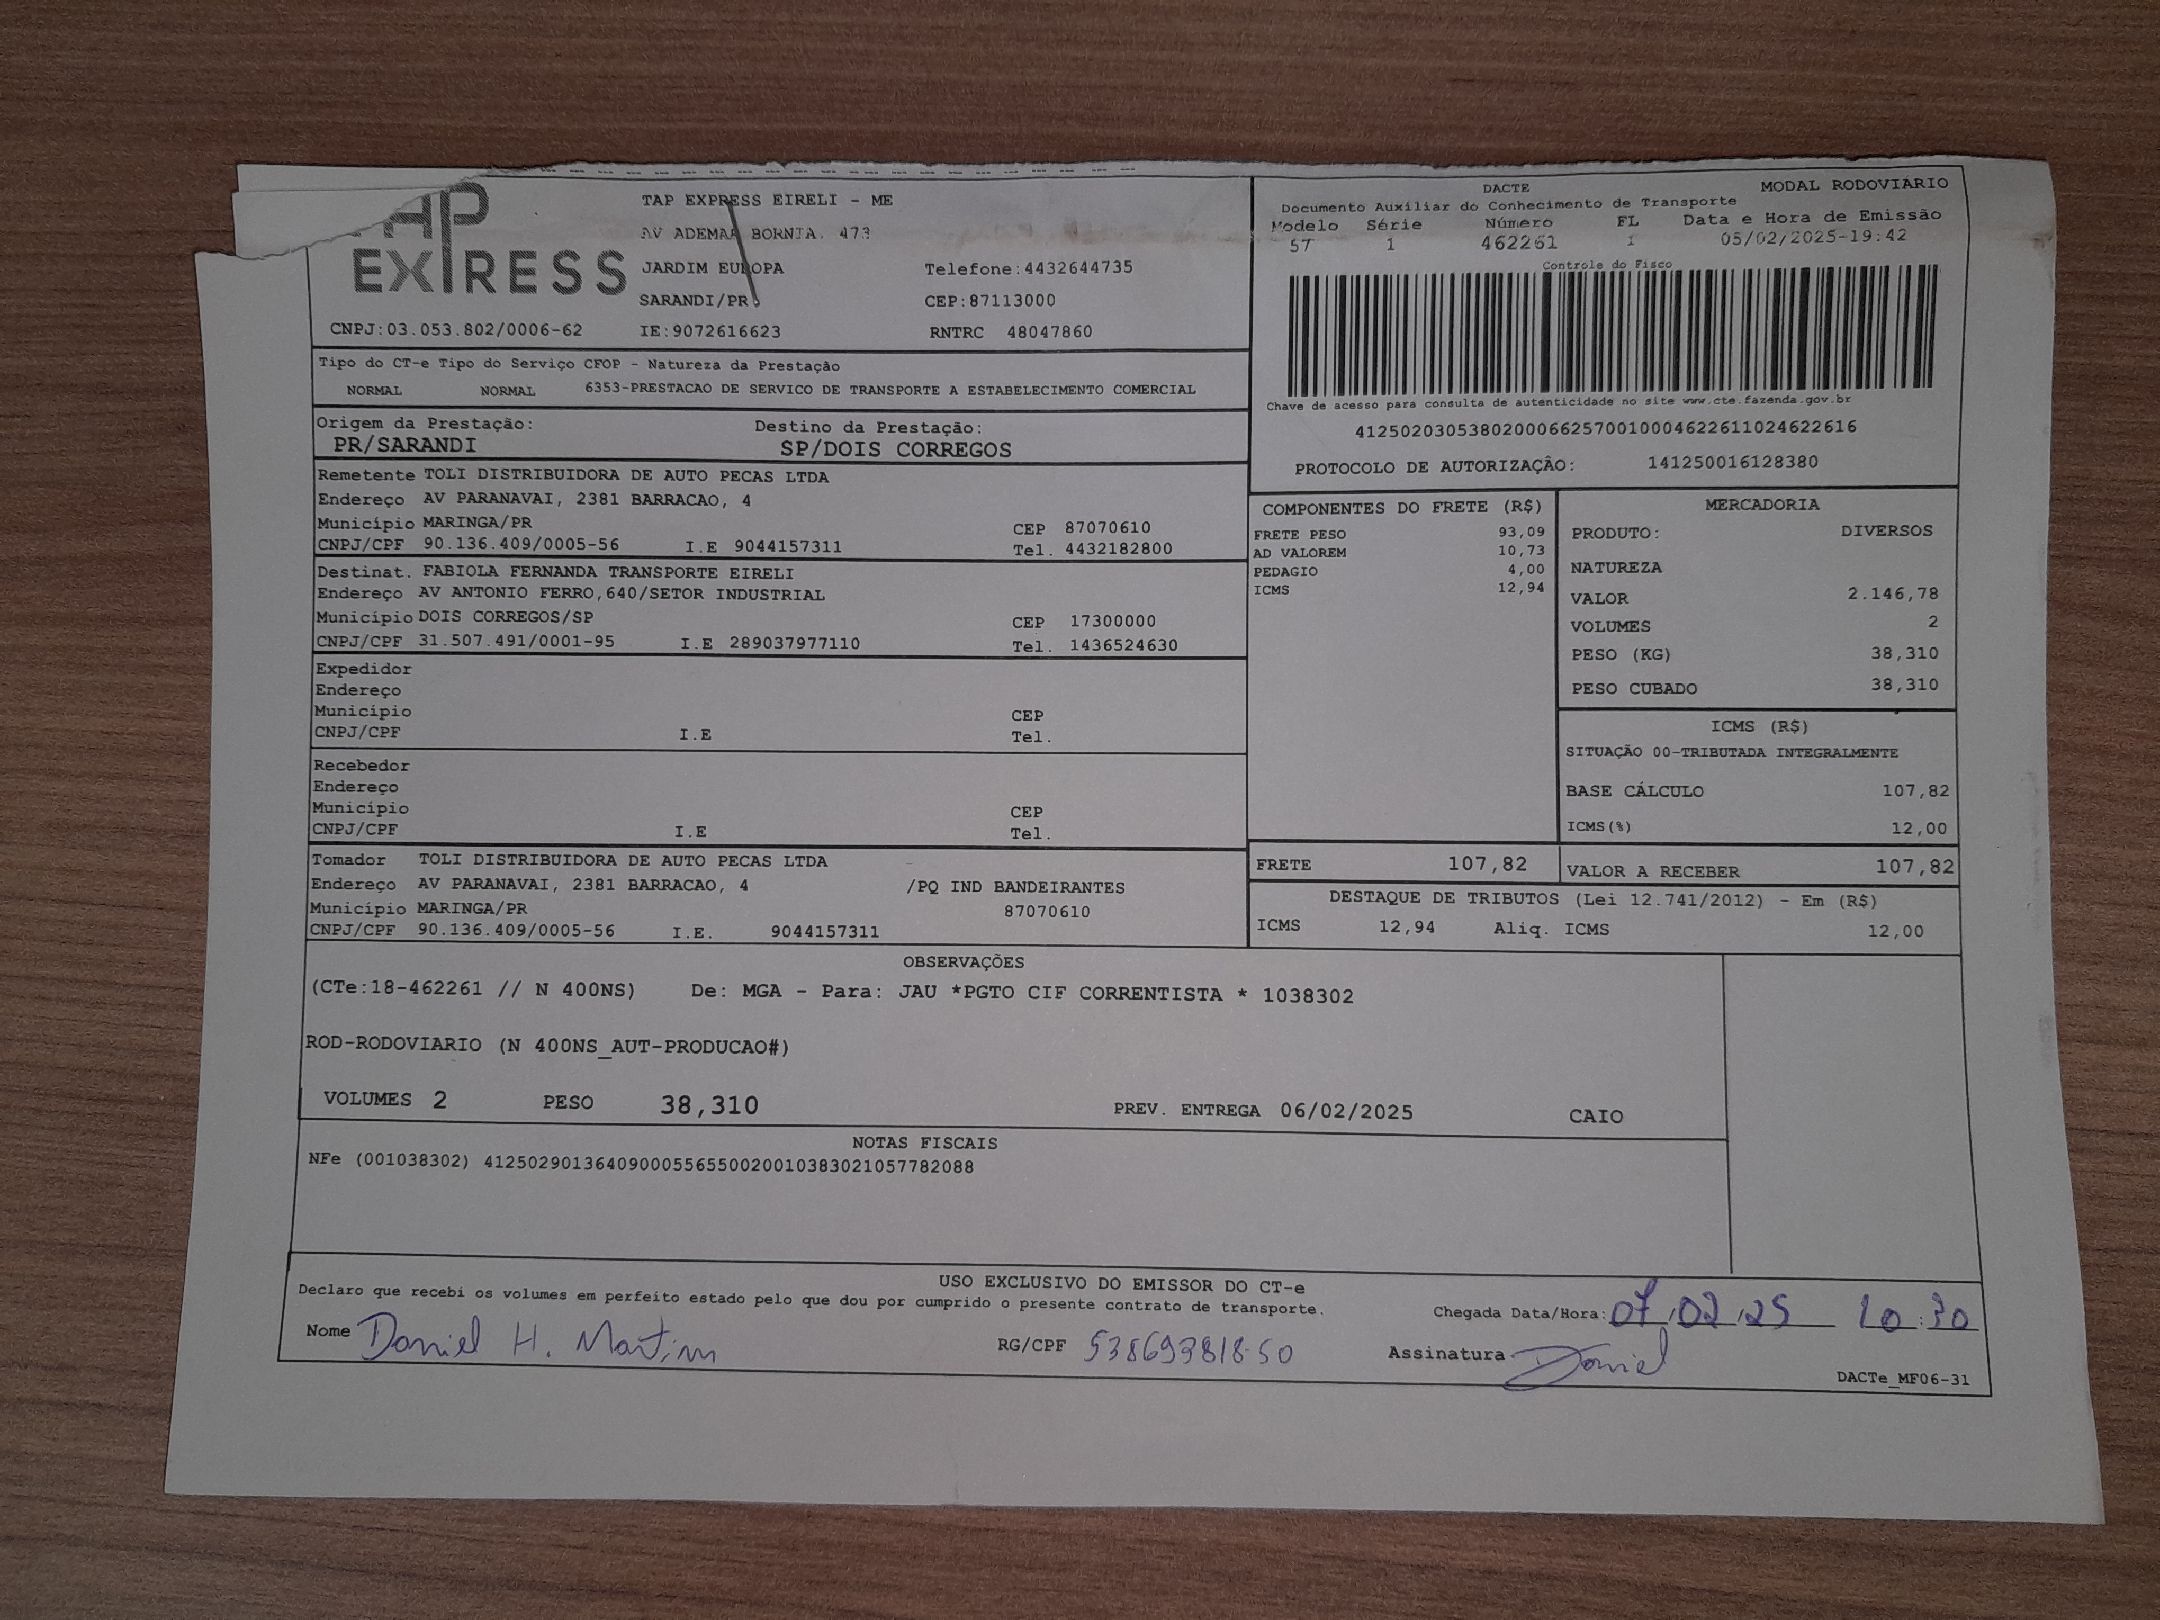 EXPRESS
CNPJ:03.053.802/0006-62
TAP EXPRESS EIRELI - ME
AV ADEMAR BORNIA, 473
JARDIM EUROPA Telefone:4432644735
SARANDI/PR CEP:87113000
IE:9072616623 RNTRC 48047860
DACTE MODAL RODOVIÁRIO
Documento Auxiliar do Conhecimento de Transporte
Modelo Série Número FL Data e Hora de Emissão
57 1 462261 1 05/02/2025-19:42
Controle do Fisco
Chave de acesso para consulta de autenticidade no site www.cte.fazenda.gov.br
41250203053802000662570010004622611024622616
PROTOCOLO DE AUTORIZAÇÃO: 141250016128380
Tipo do CT-e Tipo do Serviço CFOP - Natureza da Prestação
NORMAL NORMAL 6353-PRESTACAO DE SERVICO DE TRANSPORTE A ESTABELECIMENTO COMERCIAL
Origem da Prestação: Destino da Prestação:
PR/SARANDI SP/DOIS CORREGOS
Remetente TOLI DISTRIBUIDORA DE AUTO PECAS LTDA
Endereço AV PARANAVAI, 2381 BARRACAO, 4
Município MARINGA/PR CEP 87070610
CNPJ/CPF 90.136.409/0005-56 I.E 9044157311 Tel. 4432182800
Destinat. FABIOLA FERNANDA TRANSPORTE EIRELI
Endereço AV ANTONIO FERRO,640/SETOR INDUSTRIAL
Município DOIS CORREGOS/SP CEP 17300000
CNPJ/CPF 31.507.491/0001-95 I.E 289037977110 Tel. 1436524630
Expedidor
Endereço
Município CEP
CNPJ/CPF I.E Tel.
Recebedor
Endereço
Município CEP
CNPJ/CPF I.E Tel.
Tomador TOLI DISTRIBUIDORA DE AUTO PECAS LTDA
Endereço AV PARANAVAI, 2381 BARRACAO, 4 /PQ IND BANDEIRANTES
Município MARINGA/PR 87070610
CNPJ/CPF 90.136.409/0005-56 I.E. 9044157311
COMPONENTES DO FRETE (R$)
FRETE PESO 93,09
AD VALOREM 10,73
PEDAGIO 4,00
ICMS 12,94
MERCADORIA
PRODUTO: DIVERSOS
NATUREZA
VALOR 2.146,78
VOLUMES 2
PESO (KG) 38,310
PESO CUBADO 38,310
ICMS (R$)
SITUAÇÃO 00-TRIBUTADA INTEGRALMENTE
BASE CÁLCULO 107,82
ICMS(%) 12,00
FRETE 107,82 VALOR A RECEBER 107,82
DESTAQUE DE TRIBUTOS (Lei 12.741/2012) - Em (R$)
ICMS 12,94 Aliq. ICMS 12,00
OBSERVAÇÕES
(CTe:18-462261 // N 400NS) De: MGA - Para: JAU *PGTO CIF CORRENTISTA * 1038302
ROD-RODOVIARIO (N 400NS_AUT-PRODUCAO#)
VOLUMES 2 PESO 38,310 PREV. ENTREGA 06/02/2025 CAIO
NOTAS FISCAIS
NFe (001038302) 41250290136409000556550020010383021057782088
USO EXCLUSIVO DO EMISSOR DO CT-e
Declaro que recebi os volumes em perfeito estado pelo que dou por cumprido o presente contrato de transporte.
Chegada Data/Hora: 07/02/25 10:30
Nome Daniel H. Martim RG/CPF 538693818-50 Assinatura Daniel
DACTe_MF06-31